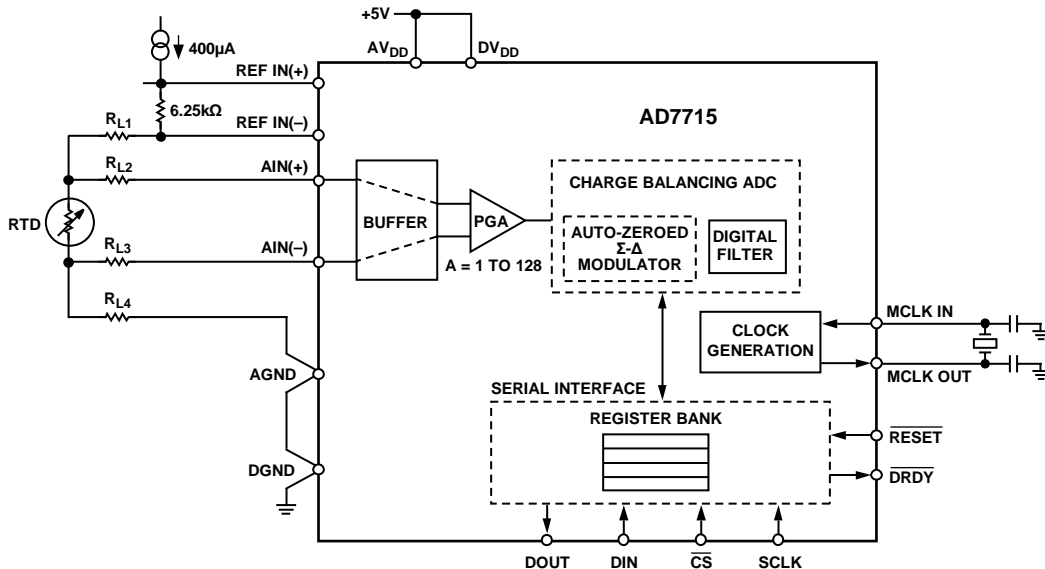 +5V
AVDD
DVDD
400µA
REF IN(+)
6.25kΩ
AD7715
RL1
REF IN(–)
RL2
AIN(+)
CHARGE BALANCING ADC
BUFFER
PGA
AUTO-ZEROED
Σ-Δ
MODULATOR
DIGITAL
FILTER
RTD
RL3
AIN(–)
A = 1 TO 128
RL4
MCLK IN
CLOCK
GENERATION
AGND
MCLK OUT
SERIAL INTERFACE
REGISTER BANK
RESET
DGND
DRDY
DOUT
DIN
CS
SCLK